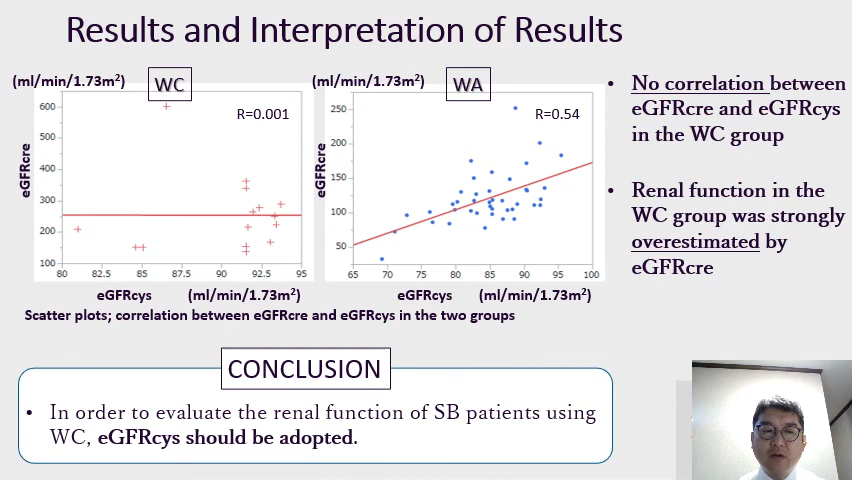 Results and Interpretation of Results
(ml/min/1.73m²)
WC
R=0.001
eGFRcre
600
500
400
300
200
100
80
82.5
85
87.5
90
92.5
95
eGFRcys
(ml/min/1.73m²)
(ml/min/1.73m²)
WA
R=0.54
eGFRcre
250
200
150
100
50
65
70
75
80
85
90
95
100
eGFRcys
(ml/min/1.73m²)
Scatter plots; correlation between eGFRcre and eGFRcys in the two groups
• No correlation between
eGFRcre and eGFRcys
in the WC group
• Renal function in the
WC group was strongly
overestimated by
eGFRcre
CONCLUSION
• In order to evaluate the renal function of SB patients using
WC, eGFRcys should be adopted.